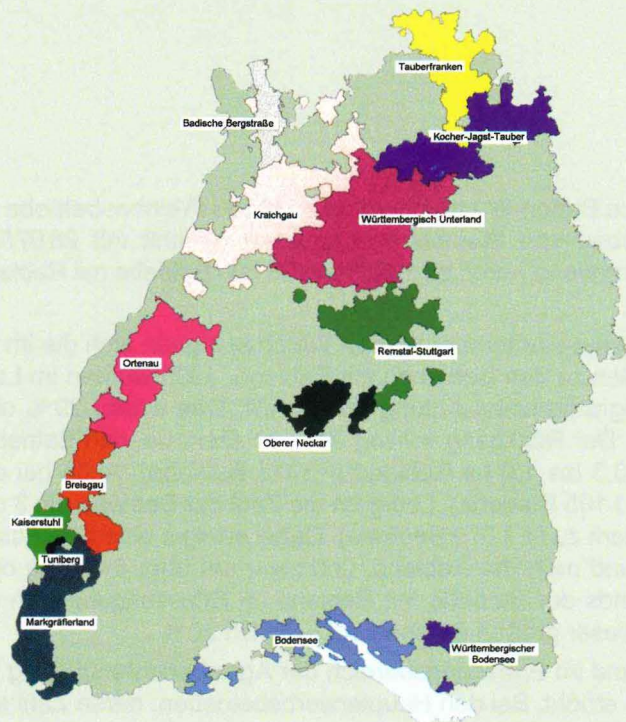 Tauberfranken
Badische Bergstraße
Kocher-Jagst-Tauber
Kraichgau
Württembergisch Unterland
Remstal-Stuttgart
Ortenau
Oberer Neckar
Breisgau
Kaiserstuhl
Tuniberg
Markgräflerland
Bodensee
Württembergischer
Bodensee